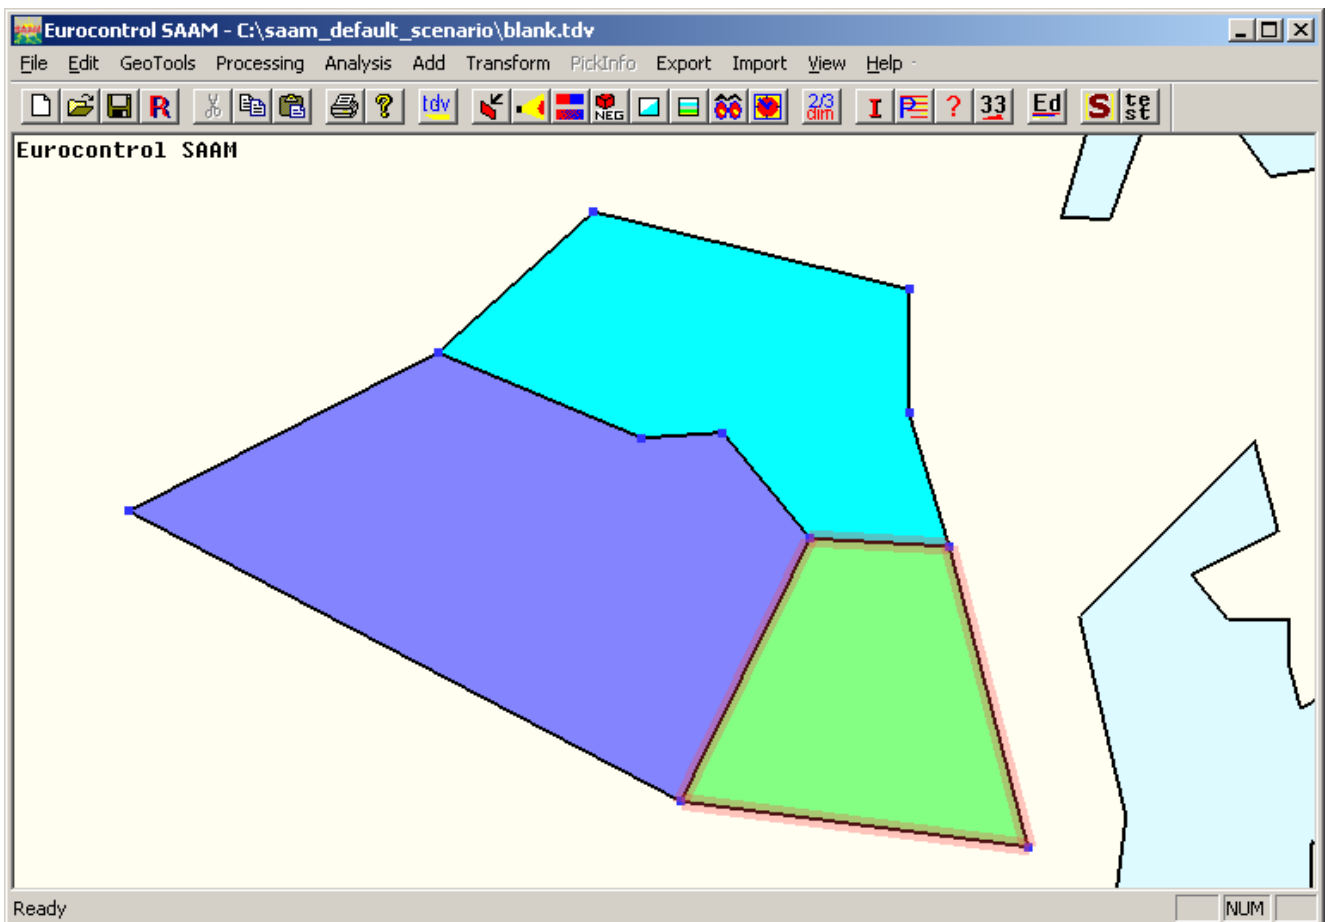 Eurocontrol SAAM - C:\saam_default_scenario\blank.tdv
File Edit GeoTools Processing Analysis Add Transform PickInfo Export Import View Help
R ? tdv NEG 2/3 dim I P ? 33 Ed S te st
Eurocontrol SAAM
Ready NUM